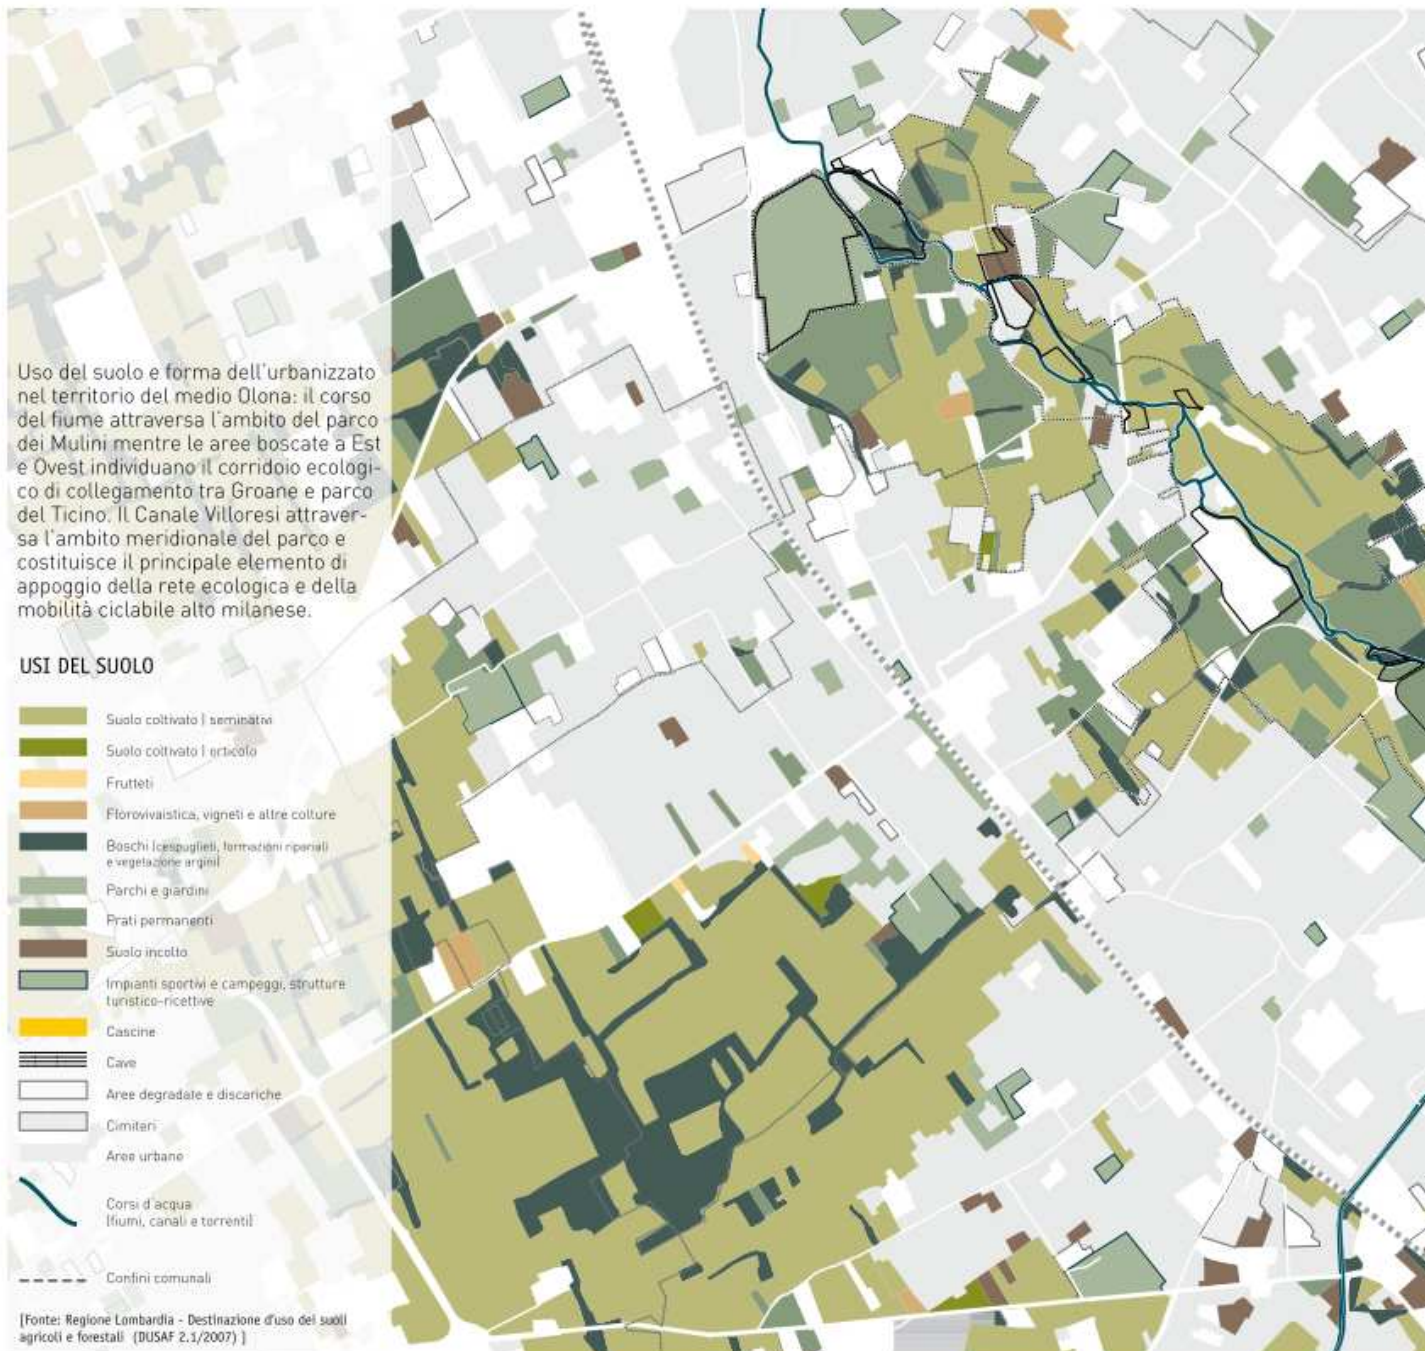 Uso del suolo e forma dell'urbanizzato
nel territorio del medio Olona: il corso
del fiume attraversa l'ambito del parco
dei Mulini mentre le aree boscate a Est
e Ovest individuano il corridoio ecologi-
co di collegamento tra Groane e parco
del Ticino. Il Canale Villoresi attraver-
sa l'ambito meridionale del parco e
costituisce il principale elemento di
appoggio della rete ecologica e della
mobilità ciclabile alto milanese.
USI DEL SUOLO
Suolo coltivato | seminativi
Suolo coltivato | orticolo
Frutteti
Florovivaistica, vigneti e altre colture
Boschi (cespuglieti, formazioni ripariali
e vegetazione argini)
Parchi e giardini
Prati permanenti
Suolo incolto
Impianti sportivi e campeggi, strutture
turistico-ricettive
Cascine
Cave
Aree degradate e discariche
Cimiteri
Aree urbane
Corsi d'acqua
(fiumi, canali e torrenti)
Confini comunali
[Fonte: Regione Lombardia - Destinazione d'uso dei suoli
agricoli e forestali (DUSAF 2.1/2007) ]